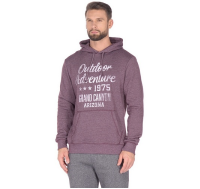 Outdoor
Adventure
★★★ 1975
GRAND CANYON
ARIZONA